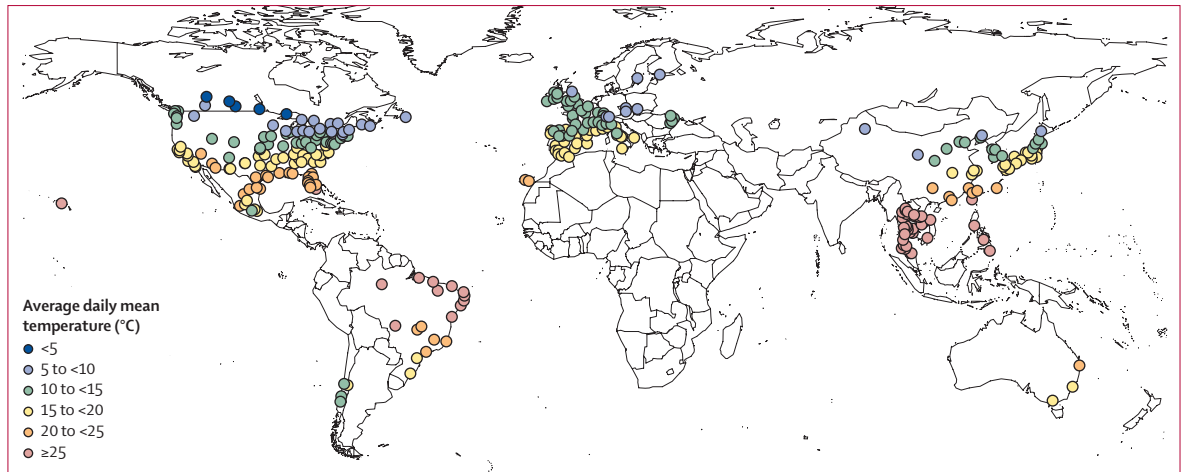 Average daily mean
temperature (°C)
<5
5 to <10
10 to <15
15 to <20
20 to <25
≥25